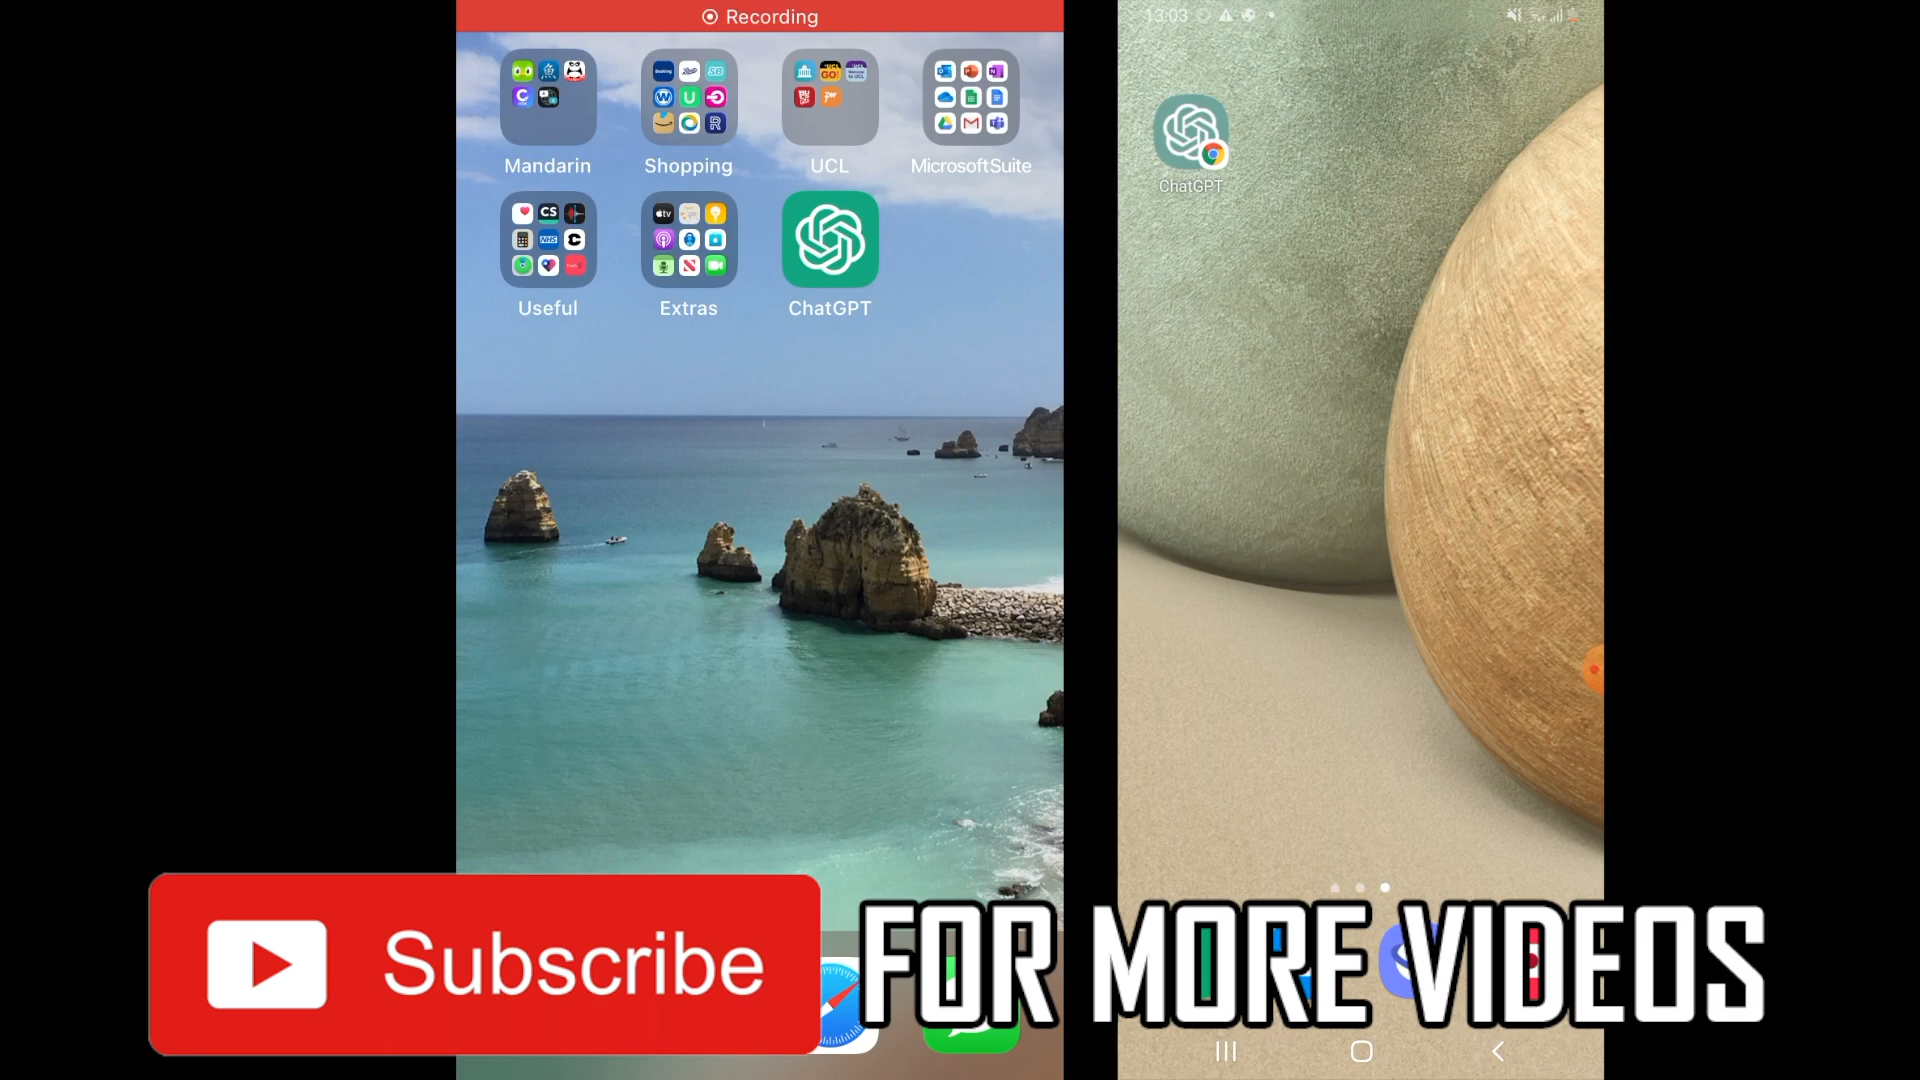 Recording
Mandarin
Shopping
UCL
MicrosoftSuite
Useful
Extras
ChatGPT
13:03
ChatGPT
Subscribe
FOR MORE VIDEOS